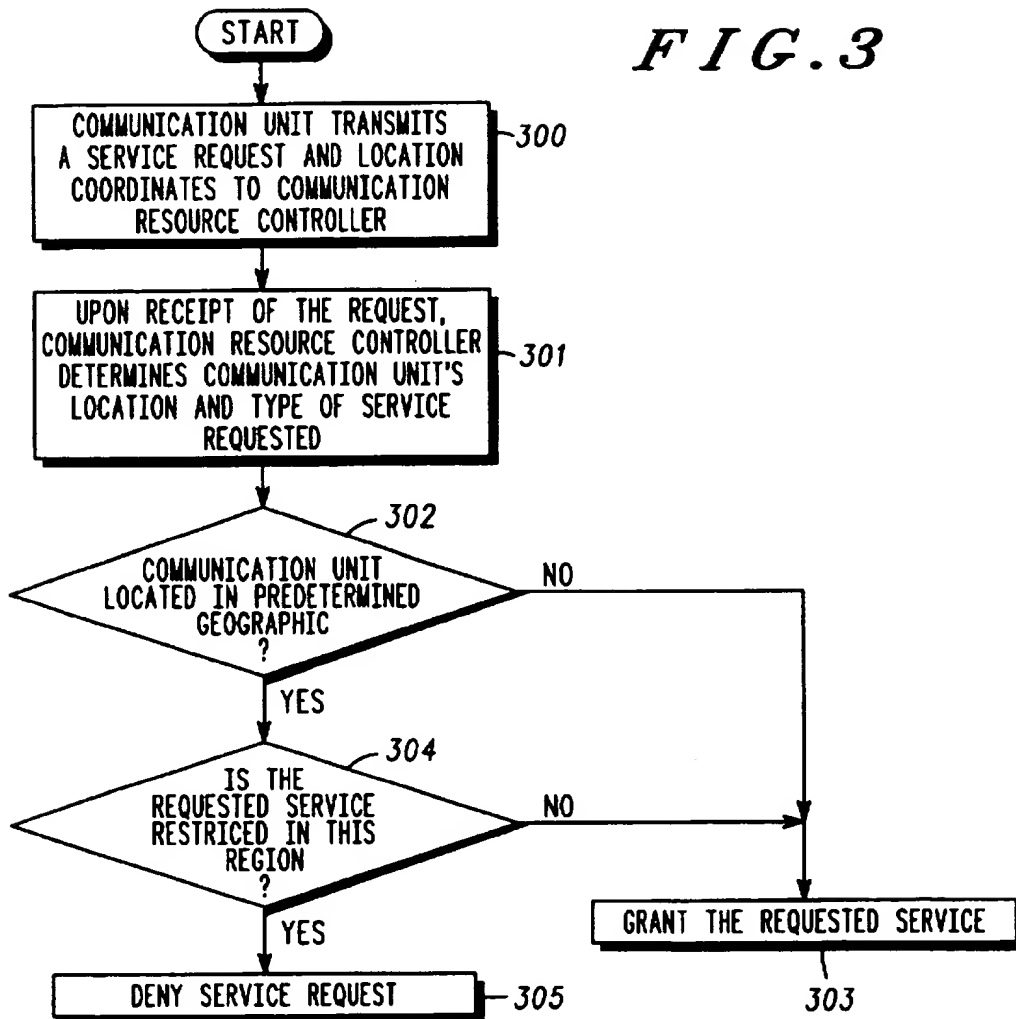 START
FIG.3
COMMUNICATION UNIT TRANSMITS
A SERVICE REQUEST AND LOCATION
COORDINATES TO COMMUNICATION
RESOURCE CONTROLLER
300
UPON RECEIPT OF THE REQUEST,
COMMUNICATION RESOURCE CONTROLLER
DETERMINES COMMUNICATION UNIT'S
LOCATION AND TYPE OF SERVICE
REQUESTED
301
302
COMMUNICATION UNIT
LOCATED IN PREDETERMINED
GEOGRAPHIC
?
NO
YES
304
IS THE
REQUESTED SERVICE
RESTRICED IN THIS
REGION
?
NO
YES
GRANT THE REQUESTED SERVICE
303
DENY SERVICE REQUEST
305